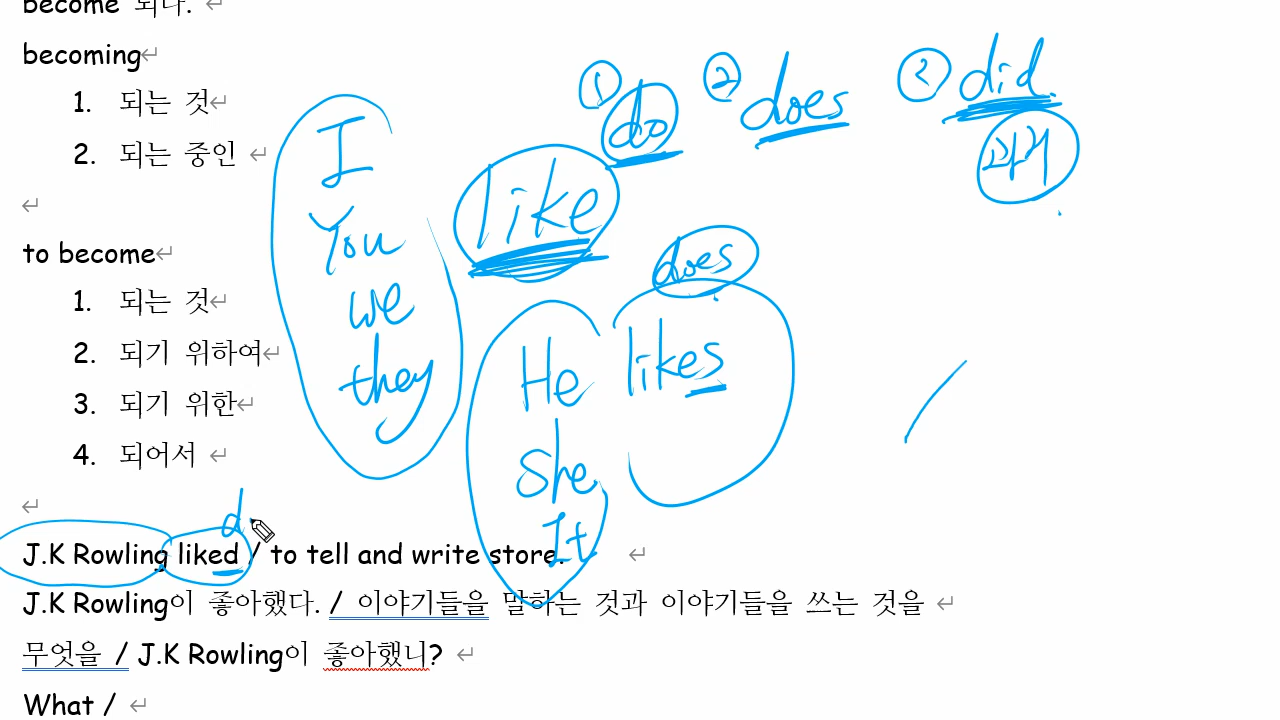 become 되다.
becoming
1. 되는 것
2. 되는 중인
to become
1. 되는 것
2. 되기 위하여
3. 되기 위한
4. 되어서
① do ② does ② did
과거
I
You
we
they
like
does
He likes
She
It
d
J.K Rowling liked / to tell and write store.
J.K Rowling이 좋아했다. / 이야기들을 말하는 것과 이야기들을 쓰는 것을
무엇을 / J.K Rowling이 좋아했니?
What /